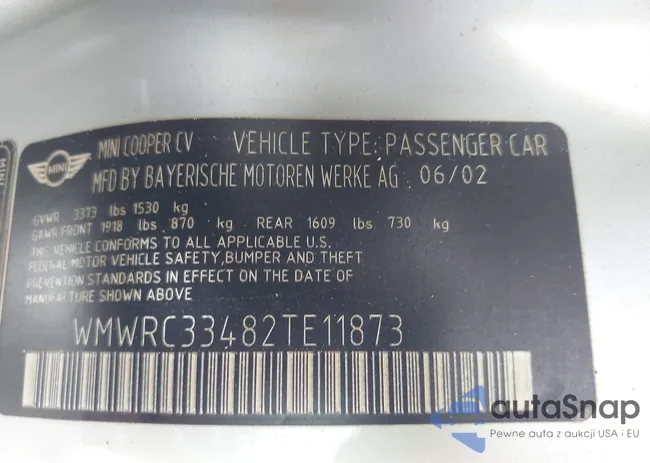 MINI
MINI
MINI COOPER CV VEHICLE TYPE: PASSENGER CAR
MFD BY BAYERISCHE MOTOREN WERKE AG 06/02
GVWR 3373 lbs 1530 kg
GAWR FRONT 1918 lbs 870 kg REAR 1609 lbs 730 kg
THIS VEHICLE CONFORMS TO ALL APPLICABLE U.S.
FEDERAL MOTOR VEHICLE SAFETY, BUMPER AND THEFT
PREVENTION STANDARDS IN EFFECT ON THE DATE OF
MANUFACTURE SHOWN ABOVE.
WMWRC33482TE11873
autaSnap
Pewne auta z aukcji USA i EU